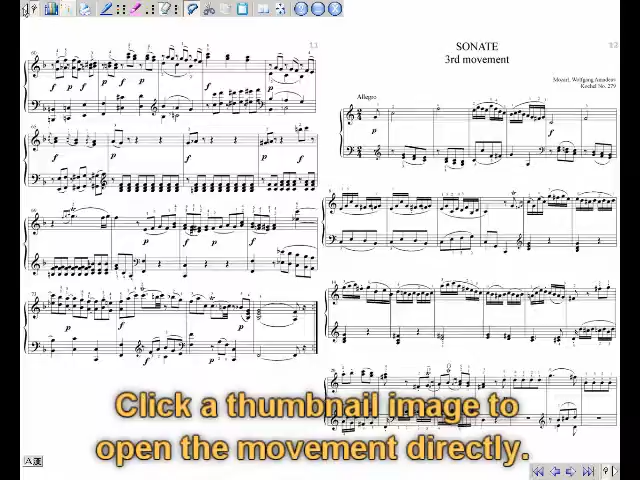 SONATE
3rd movement
Mozart, Wolfgang Amadeus
Koechel No. 279
Allegro
Click a thumbnail image to
open the movement directly.